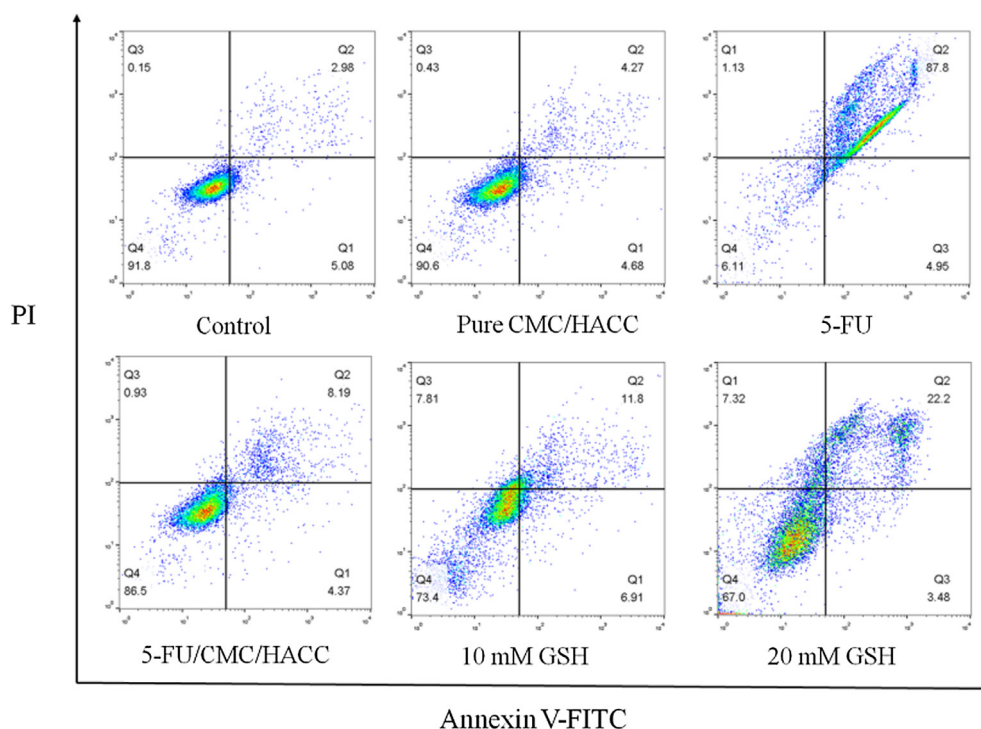 Q3 Q2
0.15 2.98
Q4 Q1
91.8 5.08
Control
Q3 Q2
0.43 4.27
Q4 Q1
90.6 4.68
Pure CMC/HACC
Q1 Q2
1.13 87.8
Q4 Q3
6.11 4.95
5-FU
PI
Q3 Q2
0.93 8.19
Q4 Q1
86.5 4.37
5-FU/CMC/HACC
Q3 Q2
7.81 11.8
Q4 Q1
73.4 6.91
10 mM GSH
Q1 Q2
7.32 22.2
Q4 Q3
67.0 3.48
20 mM GSH
Annexin V-FITC